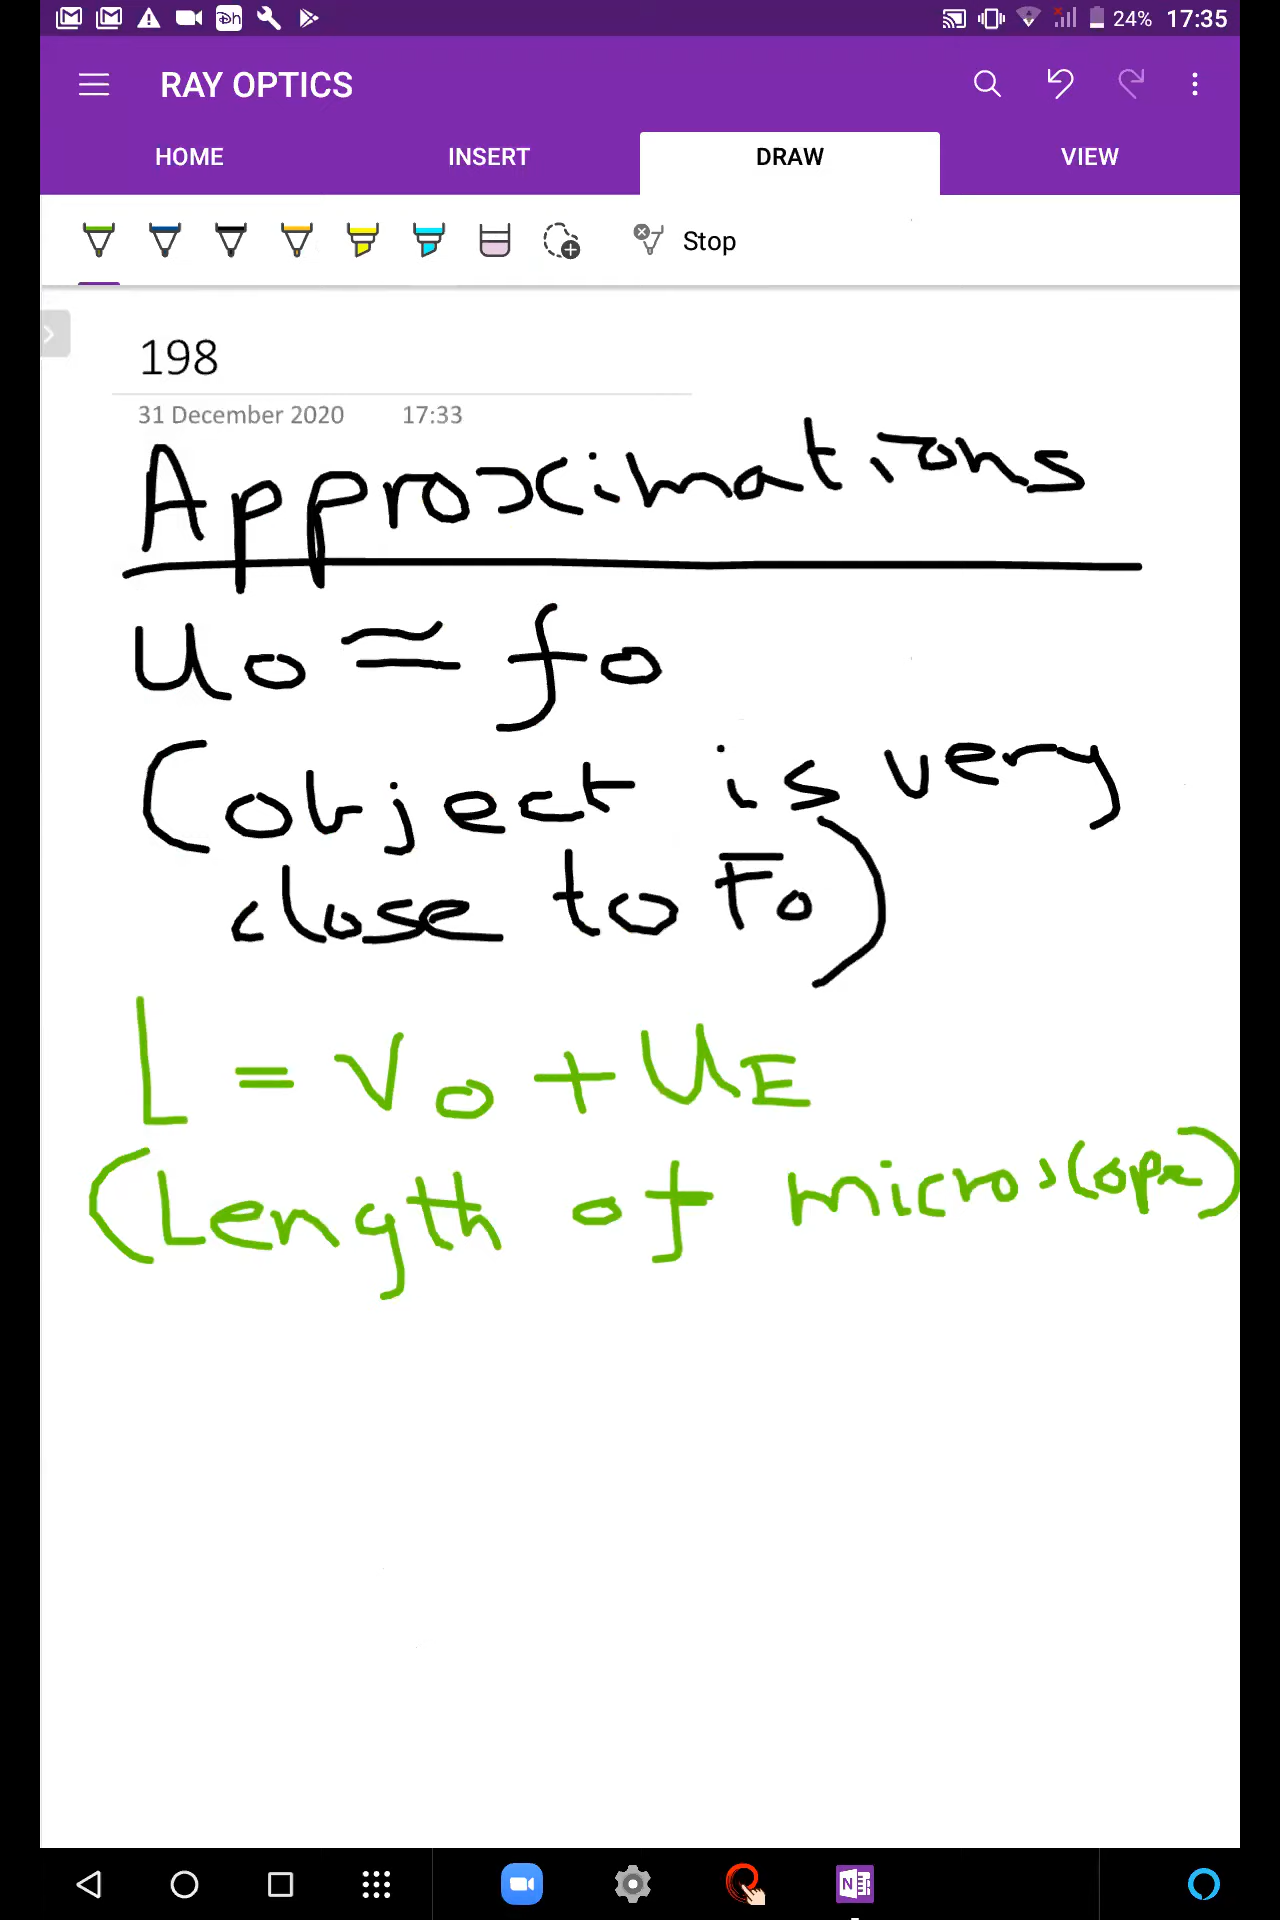 24% 17:35
RAY OPTICS
HOME INSERT DRAW VIEW
Stop
198
31 December 2020 17:33
Approximations
uo ≅ fo
(object is very
close to Fo)
L = vo + uE
(Length of microscope)